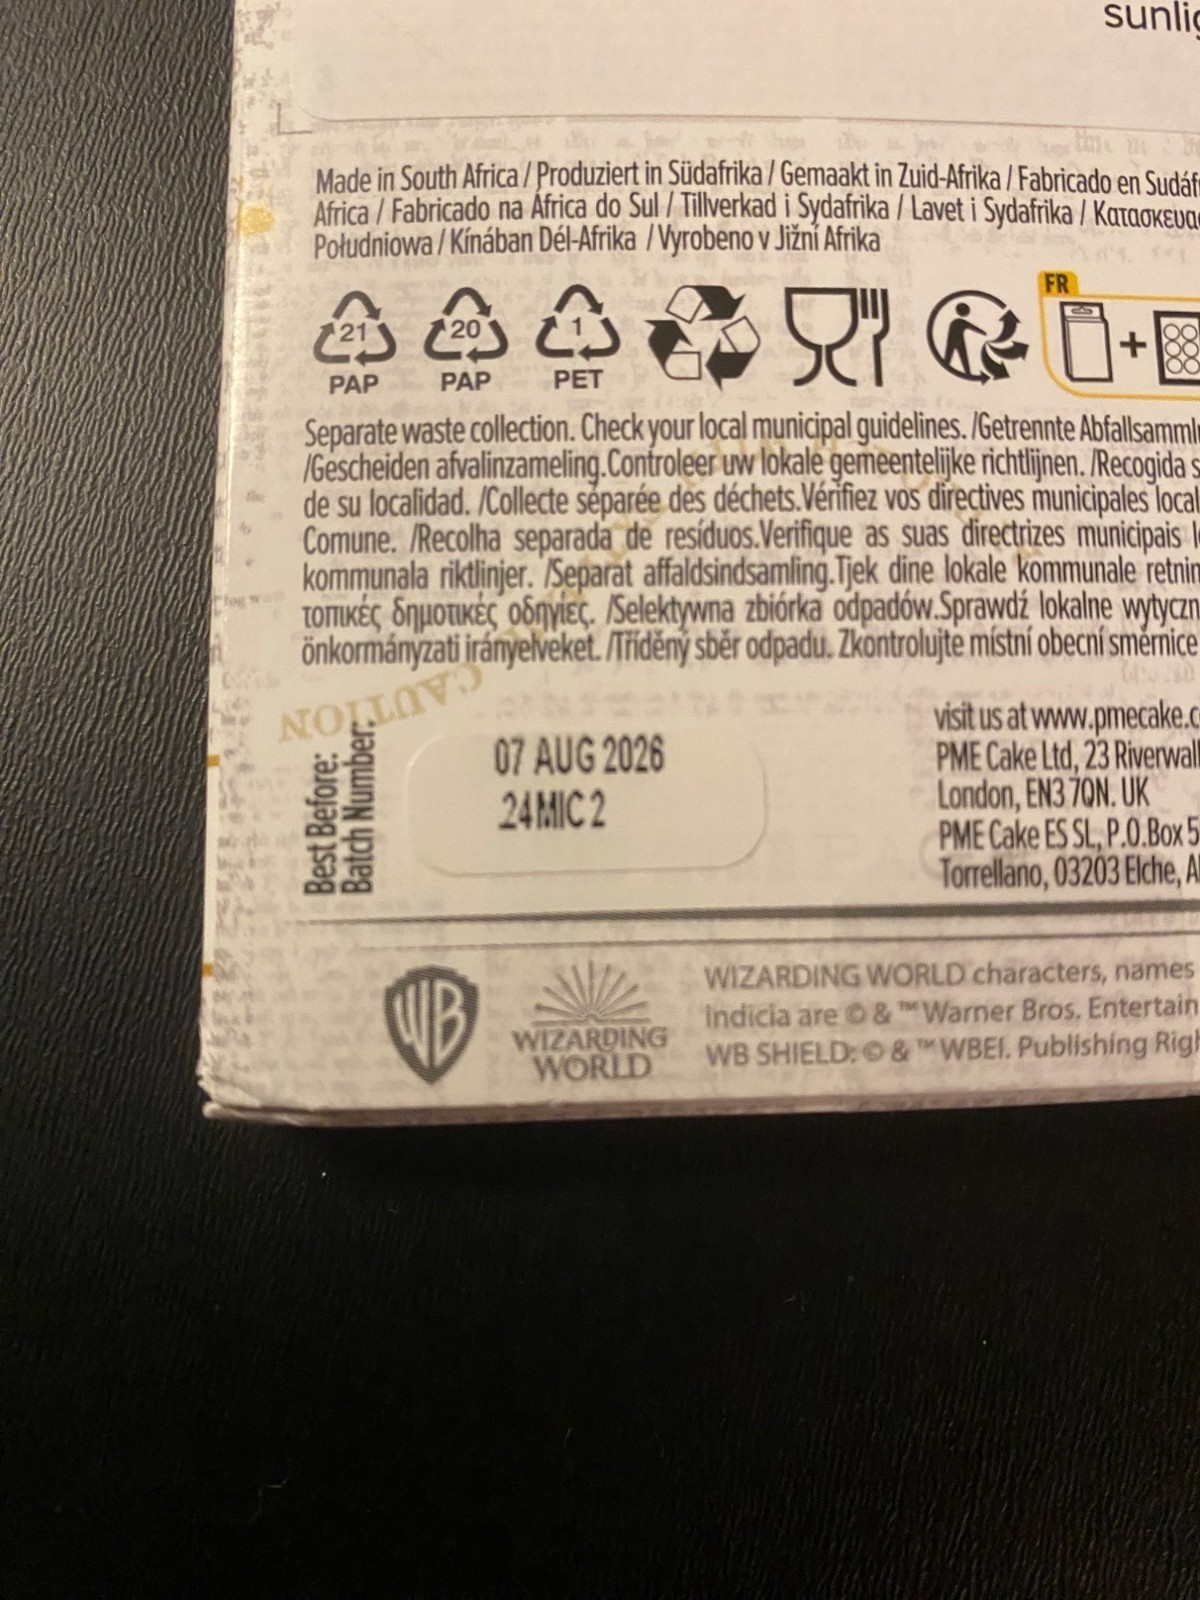 sunlig
Made in South Africa / Produziert in Südafrika / Gemaakt in Zuid-Afrika / Fabricado en Sudáf
Africa / Fabricado na África do Sul / Tillverkad i Sydafrika / Lavet i Sydafrika / Κατασκευα
Południowa / Kínában Dél-Afrika / Vyrobeno v Jižní Afrika
21 20 1 FR
PAP PAP PET +
Separate waste collection. Check your local municipal guidelines. /Getrennte Abfallsamml
/Gescheiden afvalinzameling.Controleer uw lokale gemeentelijke richtlijnen. /Recogida s
de su localidad. /Collecte séparée des déchets.Vérifiez vos directives municipales local
Comune. /Recolha separada de resíduos.Verifique as suas directrizes municipais l
kommunala riktlinjer. /Separat affaldsindsamling.Tjek dine lokale kommunale retnin
τοπικές δημοτικές οδηγίες. /Selektywna zbiórka odpadów.Sprawdź lokalne wytyczn
önkormányzati irányelveket. /Tříděný sběr odpadu. Zkontrolujte místní obecní směrnice
CAUTION
Best Before: 07 AUG 2026
Batch Number: 24MIC2
visit us at www.pmecake.c
PME Cake Ltd, 23 Riverwal
London, EN3 7QN. UK
PME Cake ES SL, P.O.Box 5
Torrellano, 03203 Elche, Al
WB
WIZARDING
WORLD
WIZARDING WORLD characters, names
indicia are © & ™ Warner Bros. Entertain
WB SHIELD: © & ™ WBEI. Publishing Righ